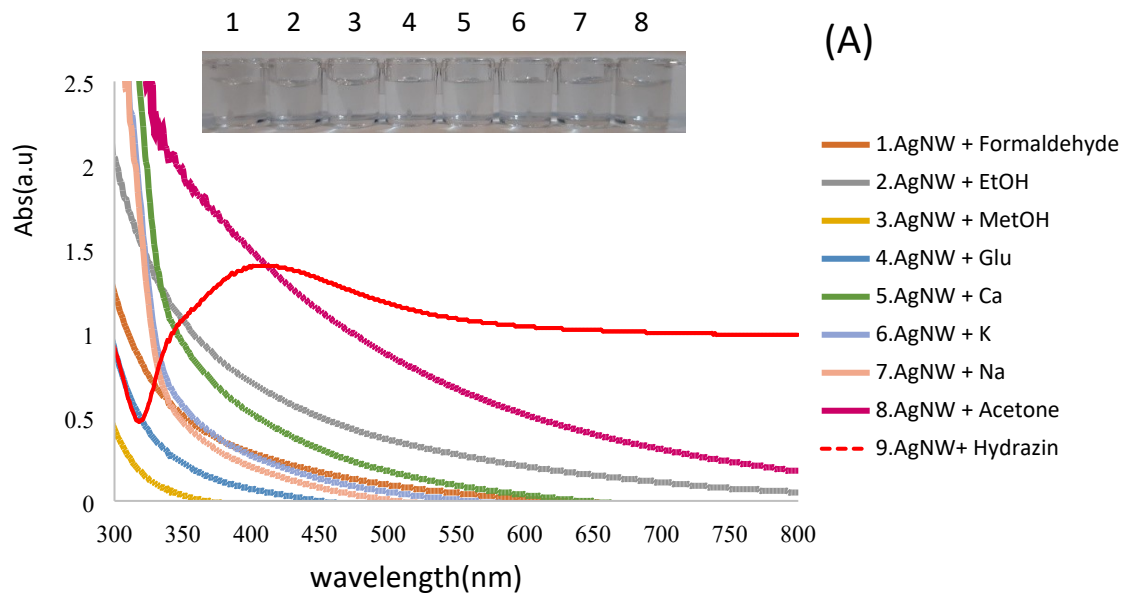 1 2 3 4 5 6 7 8
(A)
2.5
2
1.5
1
0.5
0
Abs(a.u)
300 350 400 450 500 550 600 650 700 750 800
wavelength(nm)
1.AgNW + Formaldehyde
2.AgNW + EtOH
3.AgNW + MetOH
4.AgNW + Glu
5.AgNW + Ca
6.AgNW + K
7.AgNW + Na
8.AgNW + Acetone
9.AgNW+ Hydrazin